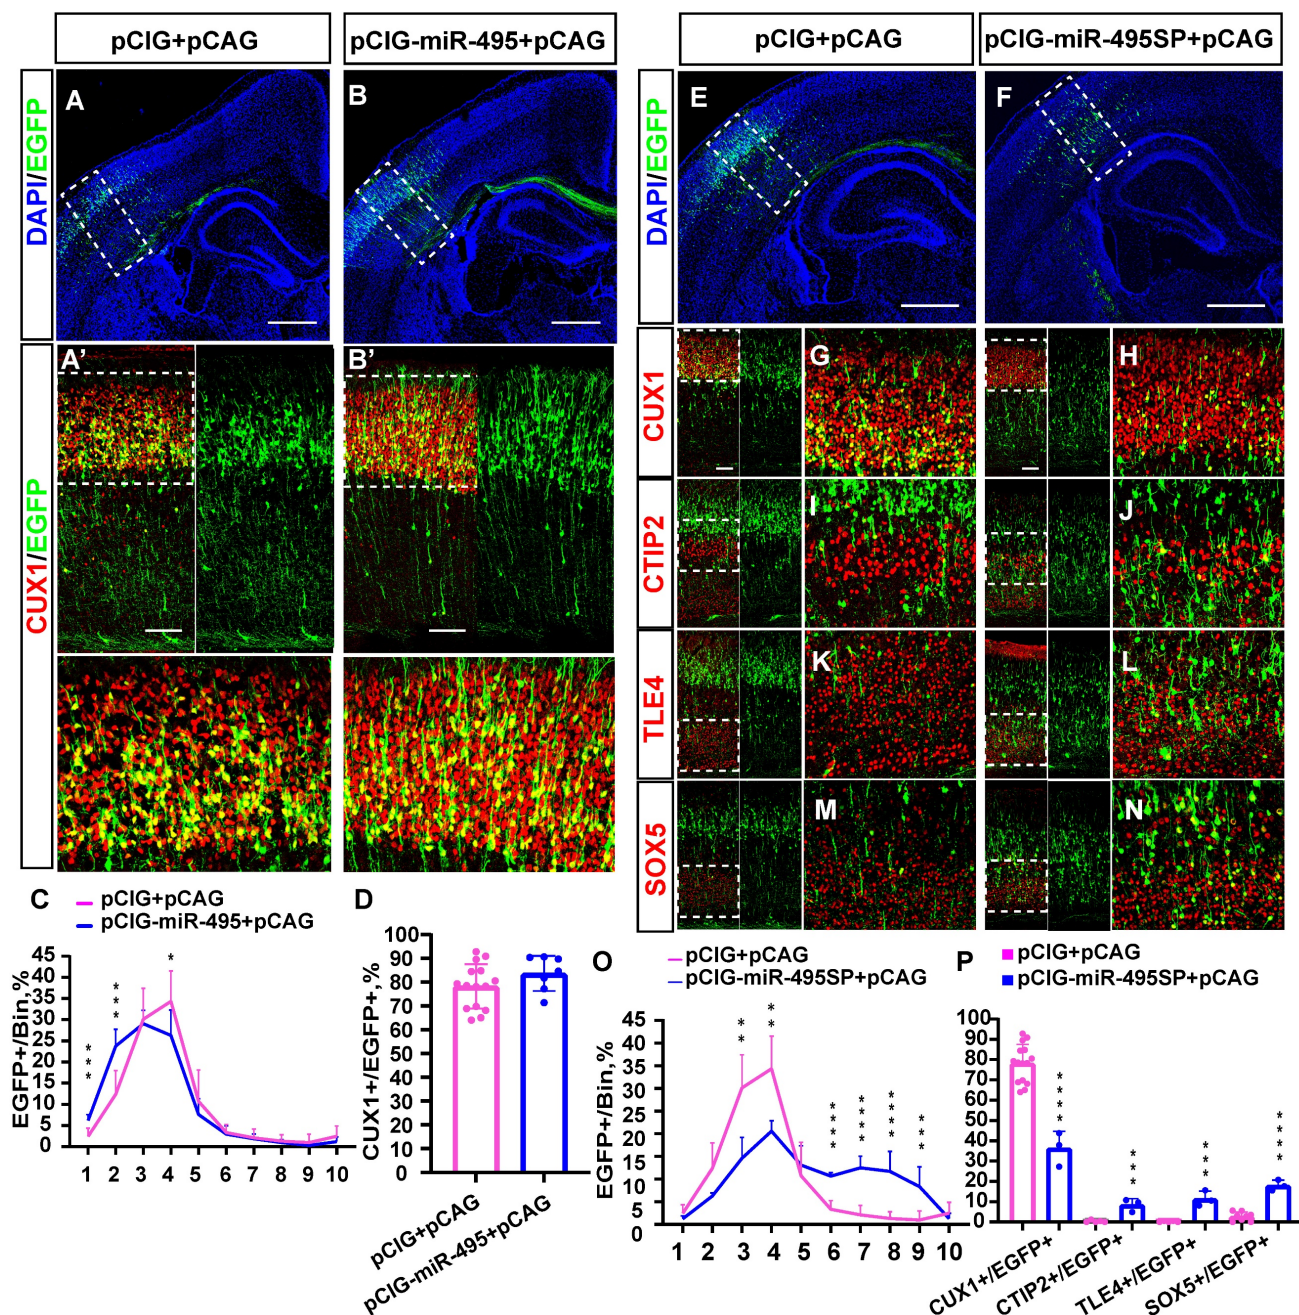 pCIG+pCAG
pCIG-miR-495+pCAG
pCIG+pCAG
pCIG-miR-495SP+pCAG
DAPI/EGFP
A
B
DAPI/EGFP
E
F
CUX1/EGFP
A’
B’
CUX1
G
H
CTIP2
I
J
TLE4
K
L
SOX5
M
N
C
pCIG+pCAG
pCIG-miR-495+pCAG
EGFP+/Bin,%
45
40
35
30
25
20
15
10
5
0
***
***
*
1 2 3 4 5 6 7 8 9 10
D
CUX1+/EGFP+,%
100
90
80
70
60
50
40
30
20
10
0
pCIG+pCAG
pCIG-miR-495+pCAG
O
pCIG+pCAG
pCIG-miR-495SP+pCAG
EGFP+/Bin,%
45
40
35
30
25
20
15
10
5
0
**
**
****
****
****
***
1 2 3 4 5 6 7 8 9 10
P
pCIG+pCAG
pCIG-miR-495SP+pCAG
100
90
80
70
60
50
40
30
20
10
0
****
***
***
****
CUX1+/EGFP+
CTIP2+/EGFP+
TLE4+/EGFP+
SOX5+/EGFP+